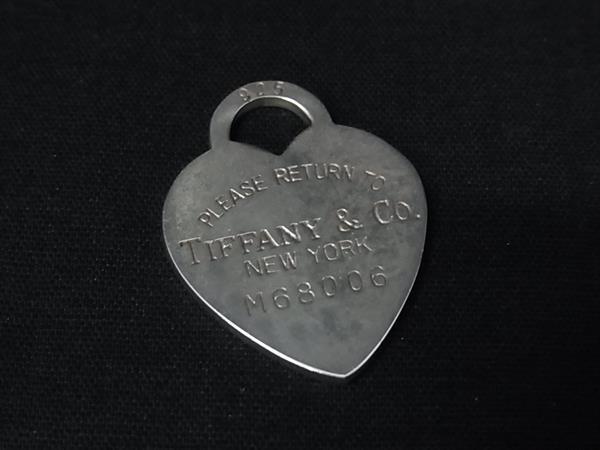 925
PLEASE RETURN TO
TIFFANY & CO.
NEW YORK
M68006